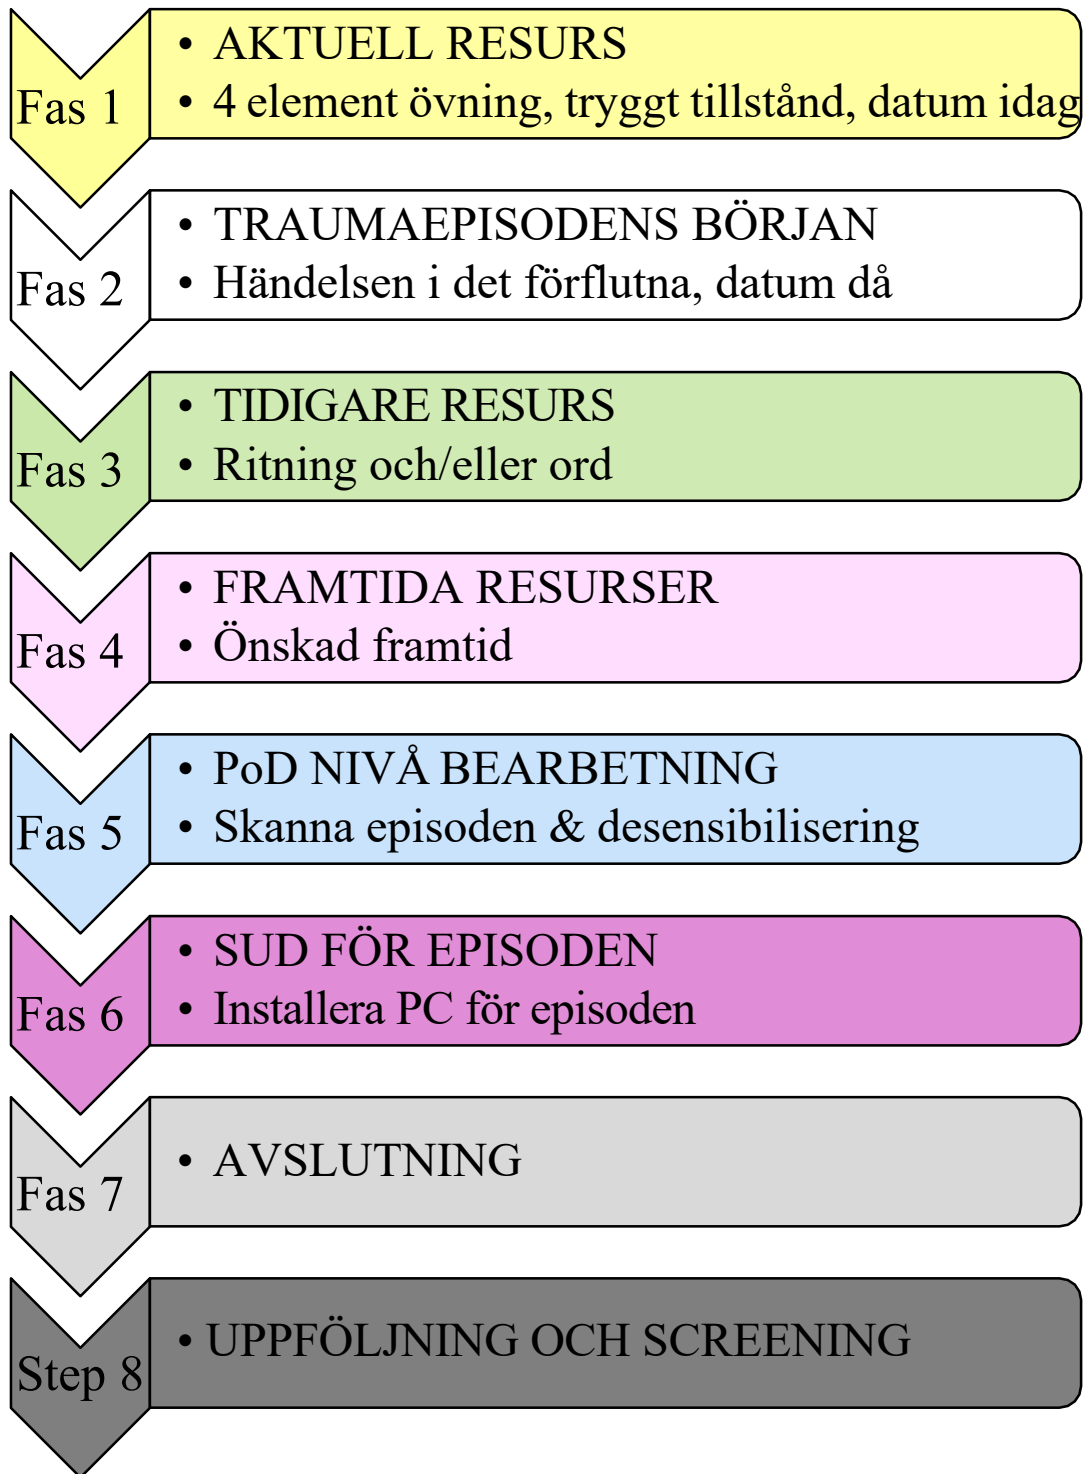 Fas 1
• AKTUELL RESURS
• 4 element övning, tryggt tillstånd, datum idag
Fas 2
• TRAUMAEPISODENS BÖRJAN
• Händelsen i det förflutna, datum då
Fas 3
• TIDIGARE RESURS
• Ritning och/eller ord
Fas 4
• FRAMTIDA RESURSER
• Önskad framtid
Fas 5
• PoD NIVÅ BEARBETNING
• Skanna episoden & desensibilisering
Fas 6
• SUD FÖR EPISODEN
• Installera PC för episoden
Fas 7
• AVSLUTNING
Step 8
• UPPFÖLJNING OCH SCREENING